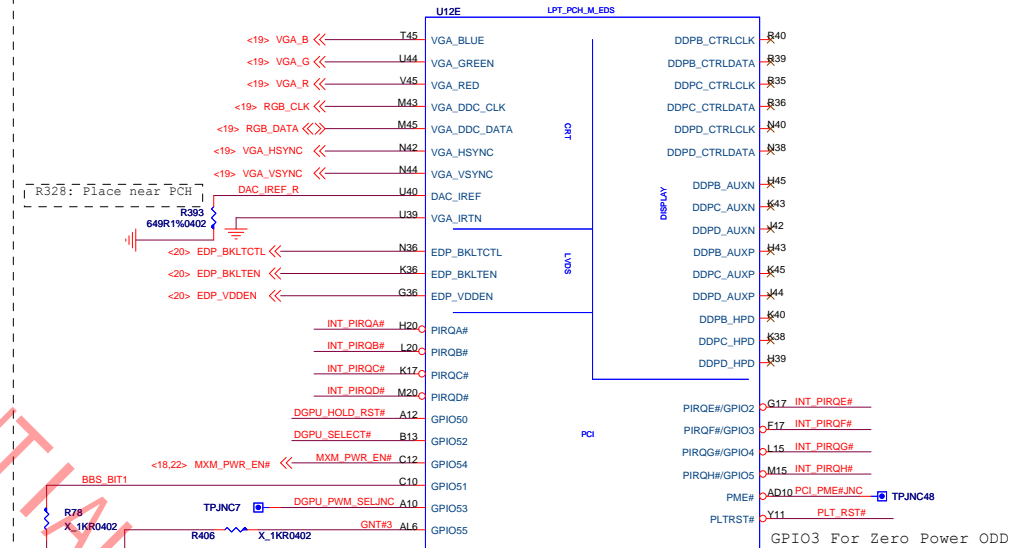 U12E LPT_PCH_M_EDS
<19> VGA_B T45 VGA_BLUE DDPB_CTRLCLK R40
<19> VGA_G U44 VGA_GREEN DDPB_CTRLDATA R39
<19> VGA_R V45 VGA_RED DDPC_CTRLCLK R35
<19> RGB_CLK M43 VGA_DDC_CLK DDPC_CTRLDATA R36
<19> RGB_DATA M45 VGA_DDC_DATA CRT DDPD_CTRLCLK N40
<19> VGA_HSYNC N42 VGA_HSYNC DDPD_CTRLDATA N38
<19> VGA_VSYNC N44 VGA_VSYNC
R328: Place near PCH DAC_IREF_R U40 DAC_IREF DISPLAY DDPB_AUXN H45
R393 U39 VGA_IRTN DDPC_AUXN K43
649R1%0402 DDPD_AUXN J42
<20> EDP_BKLTCTL N36 EDP_BKLTCTL DDPB_AUXP H43
<20> EDP_BKLTEN K36 EDP_BKLTEN LVDS DDPC_AUXP K45
<20> EDP_VDDEN G36 EDP_VDDEN DDPD_AUXP J44
DDPB_HPD K40
INT_PIRQA# H20 PIRQA# DDPC_HPD K38
INT_PIRQB# L20 PIRQB# DDPD_HPD H39
INT_PIRQC# K17 PIRQC#
INT_PIRQD# M20 PIRQD#
DGPU_HOLD_RST# A12 GPIO50 PIRQE#/GPIO2 G17 INT_PIRQE#
DGPU_SELECT# B13 GPIO52 PCI PIRQF#/GPIO3 F17 INT_PIRQF#
<18,22> MXM_PWR_EN# MXM_PWR_EN# C12 GPIO54 PIRQG#/GPIO4 L15 INT_PIRQG#
BBS_BIT1 C10 GPIO51 PIRQH#/GPIO5 M15 INT_PIRQH#
TPJNC7 DGPU_PWM_SELJNC A10 GPIO53 PME# AD10 PCI_PME#JNC TPJNC48
R78 PLTRST# Y11 PLT_RST#
X_1KR0402 GNT#3 AL6 GPIO55
R406 X_1KR0402 GPIO3 For Zero Power ODD
TIAL